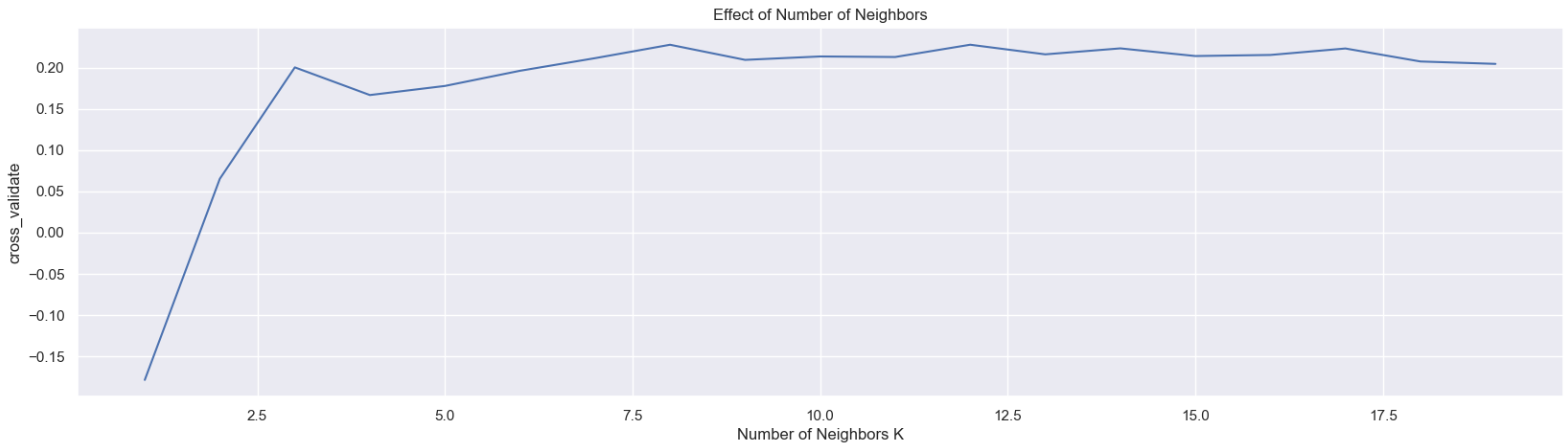 Effect of Number of Neighbors
cross_validate
0.20
0.15
0.10
0.05
0.00
−0.05
−0.10
−0.15
2.5 5.0 7.5 10.0 12.5 15.0 17.5
Number of Neighbors K